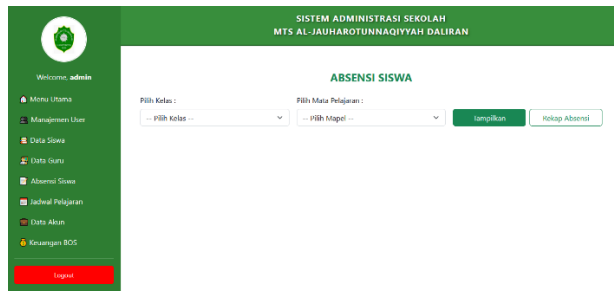 SISTEM ADMINISTRASI SEKOLAH
MTS AL-JAUHAROTUNNAQIYYAH DALIRAN
Welcome, admin
Menu Utama
Manajemen User
Data Siswa
Data Guru
Absensi Siswa
Jadwal Pelajaran
Data Akun
Keuangan BOS
Logout
ABSENSI SISWA
Pilih Kelas : Pilih Mata Pelajaran :
-- Pilih Kelas -- -- Pilih Mapel -- Tampilkan Rekap Absensi